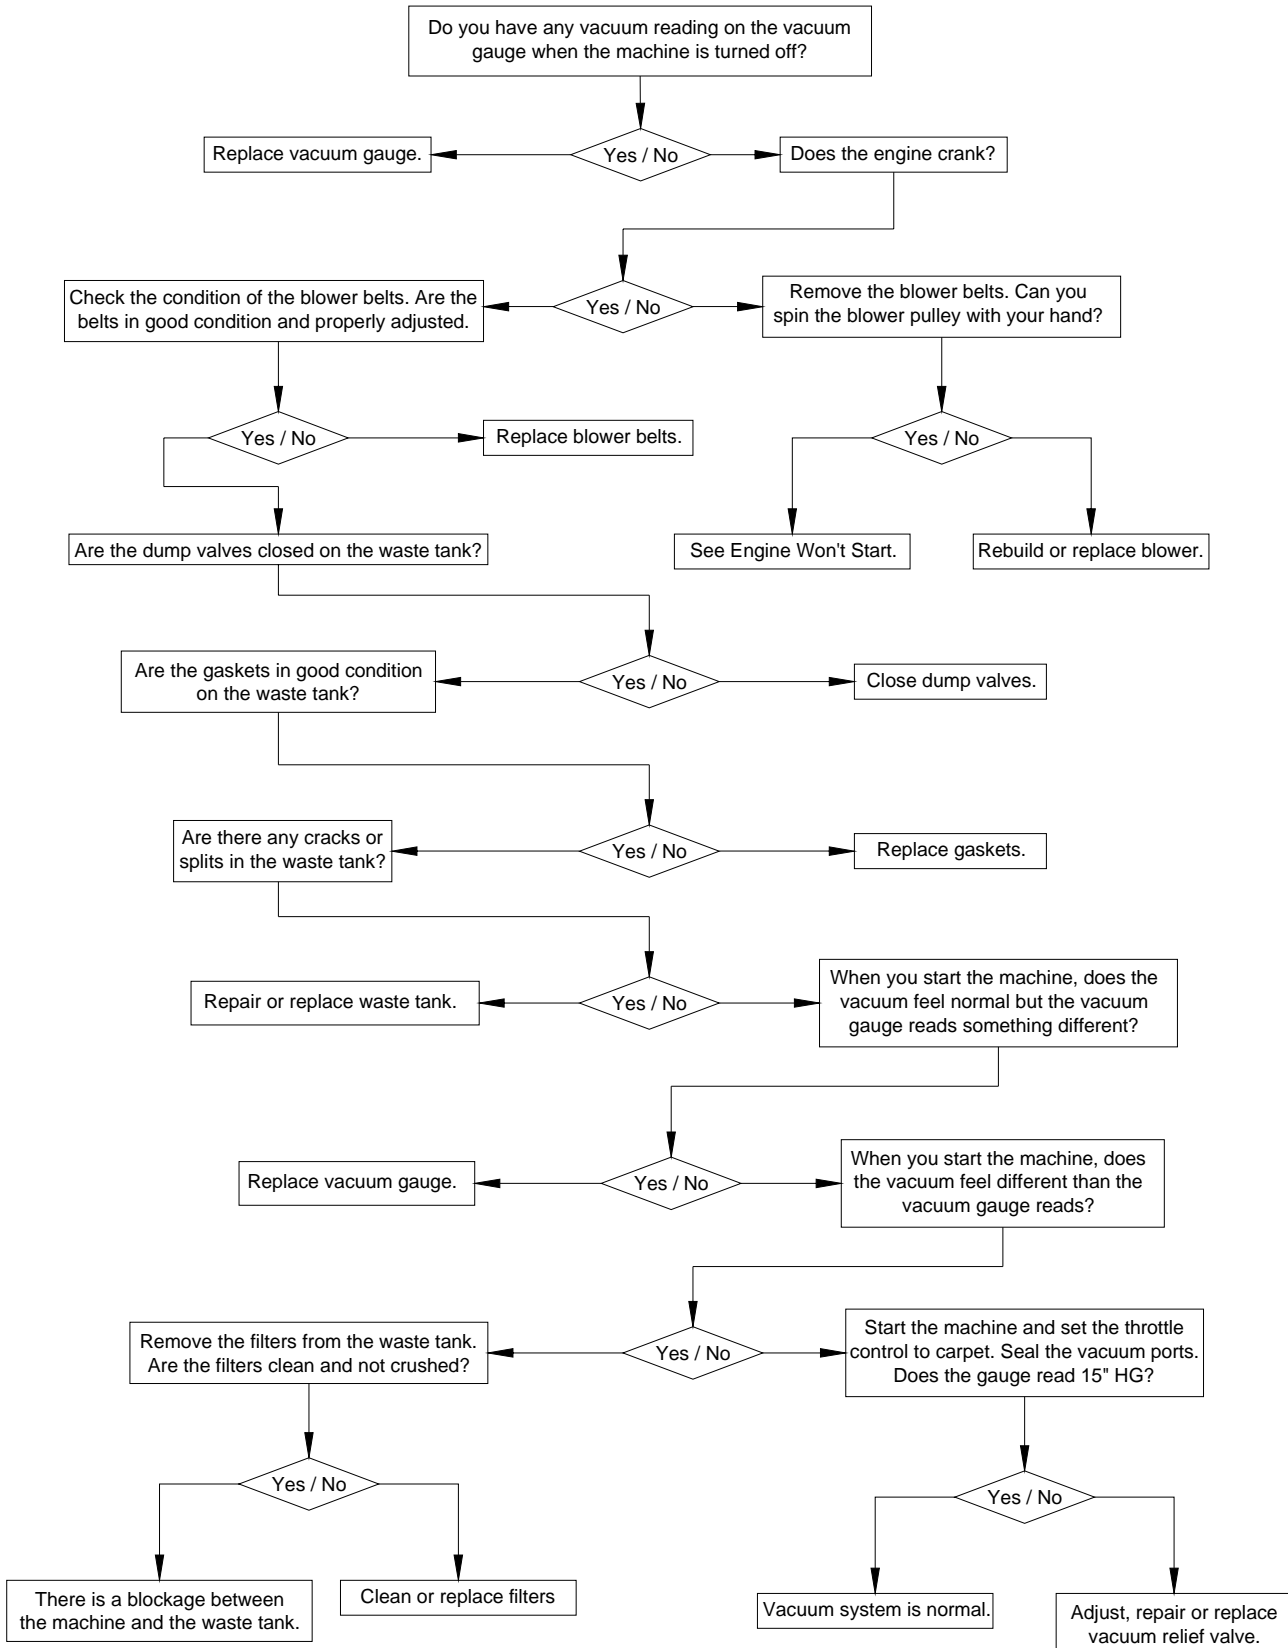 Do you have any vacuum reading on the vacuum
gauge when the machine is turned off?
Replace vacuum gauge.
Yes / No
Does the engine crank?
Check the condition of the blower belts. Are the
belts in good condition and properly adjusted.
Yes / No
Remove the blower belts. Can you
spin the blower pulley with your hand?
Yes / No
Replace blower belts.
Yes / No
Are the dump valves closed on the waste tank?
See Engine Won't Start.
Rebuild or replace blower.
Are the gaskets in good condition
on the waste tank?
Yes / No
Close dump valves.
Are there any cracks or
splits in the waste tank?
Yes / No
Replace gaskets.
Repair or replace waste tank.
Yes / No
When you start the machine, does the
vacuum feel normal but the vacuum
gauge reads something different?
Replace vacuum gauge.
Yes / No
When you start the machine, does
the vacuum feel different than the
vacuum gauge reads?
Remove the filters from the waste tank.
Are the filters clean and not crushed?
Yes / No
Start the machine and set the throttle
control to carpet. Seal the vacuum ports.
Does the gauge read 15" HG?
Yes / No
Yes / No
There is a blockage between
the machine and the waste tank.
Clean or replace filters
Vacuum system is normal.
Adjust, repair or replace
vacuum relief valve.